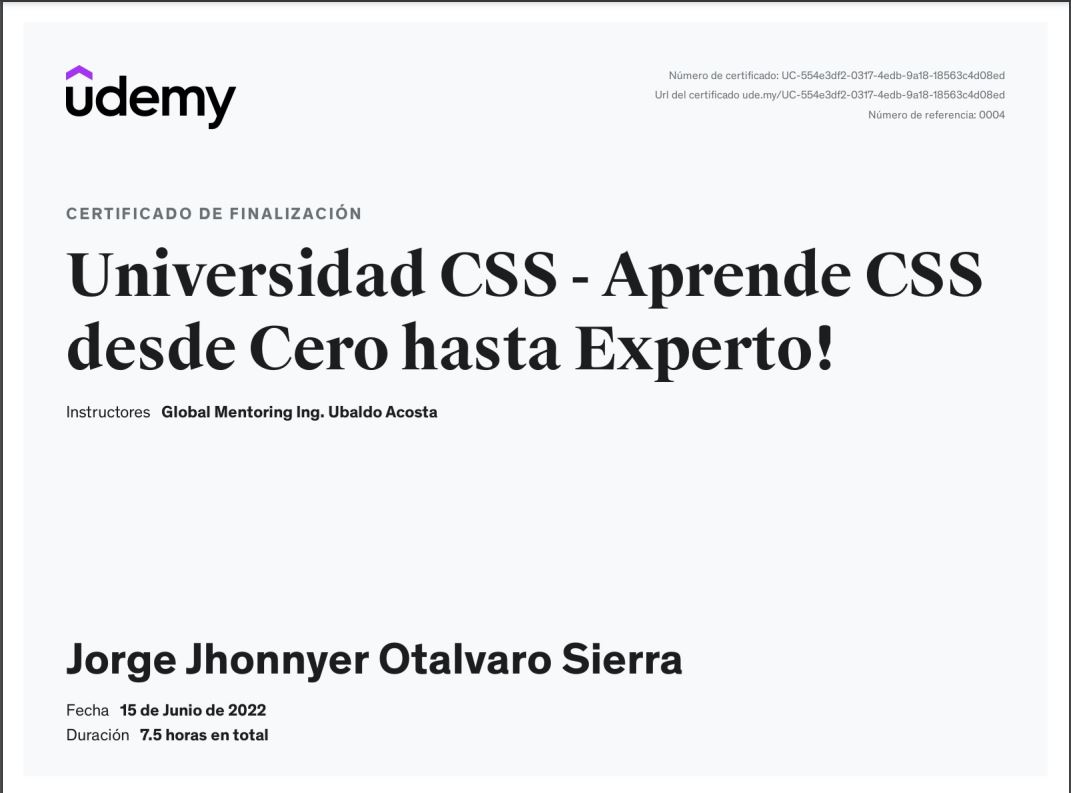 udemy
Número de certificado: UC-554e3df2-0317-4edb-9a18-18563c4d08ed
Url del certificado ude.my/UC-554e3df2-0317-4edb-9a18-18563c4d08ed
Número de referencia: 0004
CERTIFICADO DE FINALIZACIÓN
Universidad CSS - Aprende CSS
desde Cero hasta Experto!
Instructores Global Mentoring Ing. Ubaldo Acosta
Jorge Jhonnyer Otalvaro Sierra
Fecha 15 de Junio de 2022
Duración 7.5 horas en total